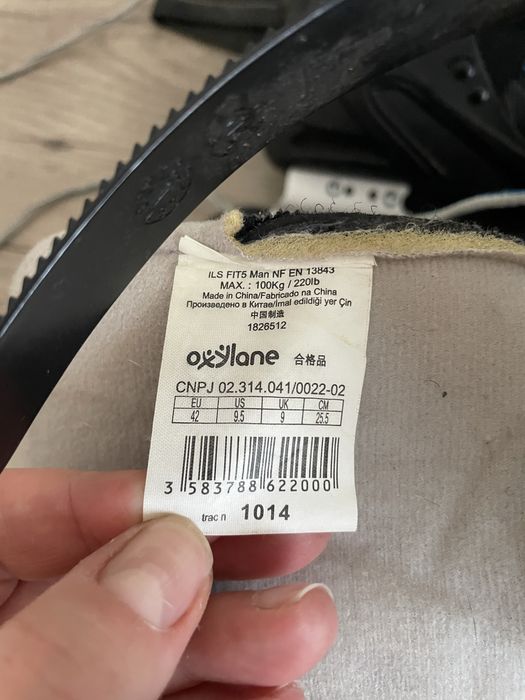 ILS FIT5 Man NF EN 13843
MAX. : 100Kg / 220lb
Made in China/Fabricado na China
Произведено в Китае/İmal edildiği yer Çin
中国制造
1826512
oxylane 合格品
CNPJ 02.314.041/0022-02
EU US UK CM
42 9.5 9 25.5
3 583788 622000
trac n 1014